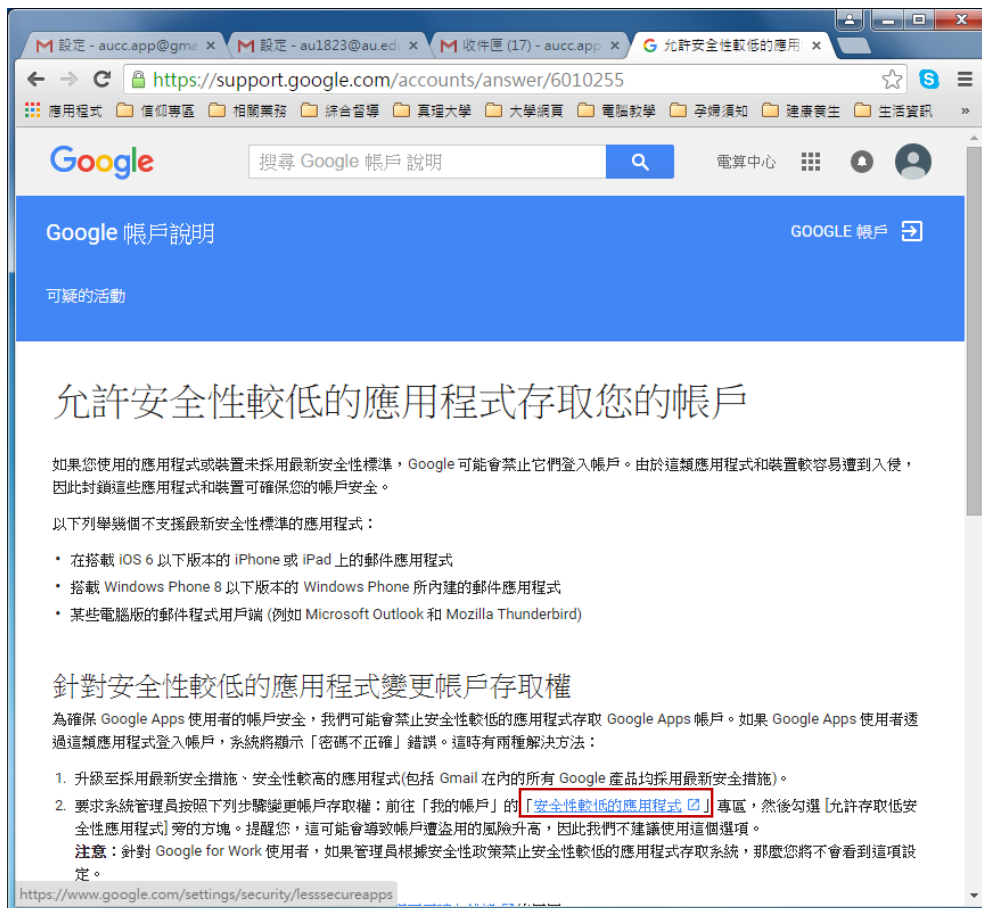 設定 - aucc.app@gma
設定 - au1823@au.ed
收件匣 (17) - aucc.app
允許安全性較低的應用
https://support.google.com/accounts/answer/6010255
應用程式 信仰專區 相關業務 綜合督導 真理大學 大學網頁 電腦教學 孕婦須知 建康養生 生活資訊 »
Google 搜尋 Google 帳戶 說明 電算中心
Google 帳戶說明 GOOGLE 帳戶
可疑的活動
允許安全性較低的應用程式存取您的帳戶
如果您使用的應用程式或裝置未採用最新安全性標準，Google 可能會禁止它們登入帳戶。由於這類應用程式和裝置較容易遭到入侵，
因此封鎖這些應用程式和裝置可確保您的帳戶安全。
以下列舉幾個不支援最新安全性標準的應用程式：
• 在搭載 iOS 6 以下版本的 iPhone 或 iPad 上的郵件應用程式
• 搭載 Windows Phone 8 以下版本的 Windows Phone 所內建的郵件應用程式
• 某些電腦版的郵件程式用戶端 (例如 Microsoft Outlook 和 Mozilla Thunderbird)
針對安全性較低的應用程式變更帳戶存取權
為確保 Google Apps 使用者的帳戶安全，我們可能會禁止安全性較低的應用程式存取 Google Apps 帳戶。如果 Google Apps 使用者透
過這類應用程式登入帳戶，系統將顯示「密碼不正確」錯誤。這時有兩種解決方法：
1. 升級至採用最新安全措施、安全性較高的應用程式(包括 Gmail 在內的所有 Google 產品均採用最新安全措施)。
2. 要求系統管理員按照下列步驟變更帳戶存取權：前往「我的帳戶」的「安全性較低的應用程式」專區，然後勾選 [允許存取低安
全性應用程式] 旁的方塊。提醒您，這可能會導致帳戶遭盜用的風險升高，因此我們不建議使用這個選項。
注意：針對 Google for Work 使用者，如果管理員根據安全性政策禁止安全性較低的應用程式存取系統，那麼您將不會看到這項設
定。
https://www.google.com/settings/security/lesssecureapps